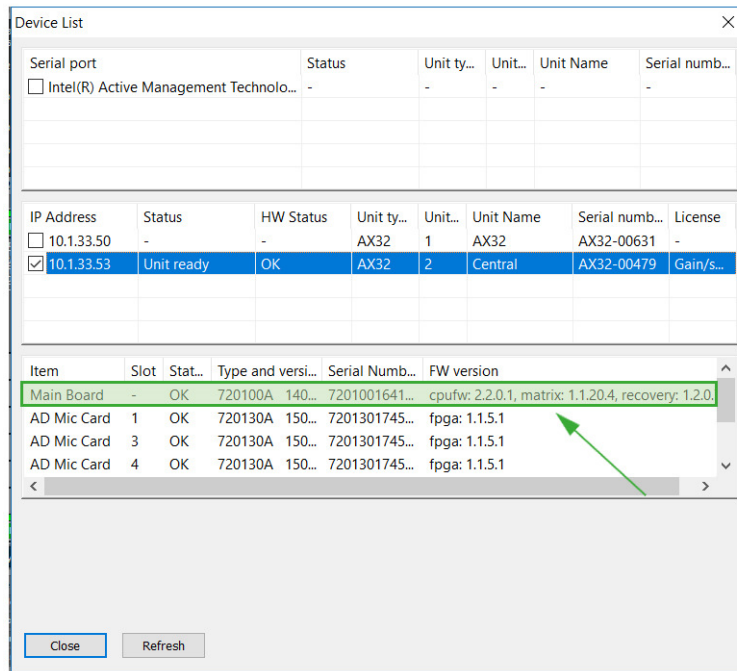 Device List
Serial port Status Unit ty... Unit... Unit Name Serial numb...
Intel(R) Active Management Technolo... - - - - -
IP Address Status HW Status Unit ty... Unit... Unit Name Serial numb... License
10.1.33.50 - - AX32 1 AX32 AX32-00631 -
10.1.33.53 Unit ready OK AX32 2 Central AX32-00479 Gain/s...
Item Slot Stat... Type and versi... Serial Numb... FW version
Main Board - OK 720100A 140... 7201001641... cpufw: 2.2.0.1, matrix: 1.1.20.4, recovery: 1.2.0.
AD Mic Card 1 OK 720130A 150... 7201301745... fpga: 1.1.5.1
AD Mic Card 3 OK 720130A 150... 7201301745... fpga: 1.1.5.1
AD Mic Card 4 OK 720130A 150... 7201301745... fpga: 1.1.5.1
Close Refresh